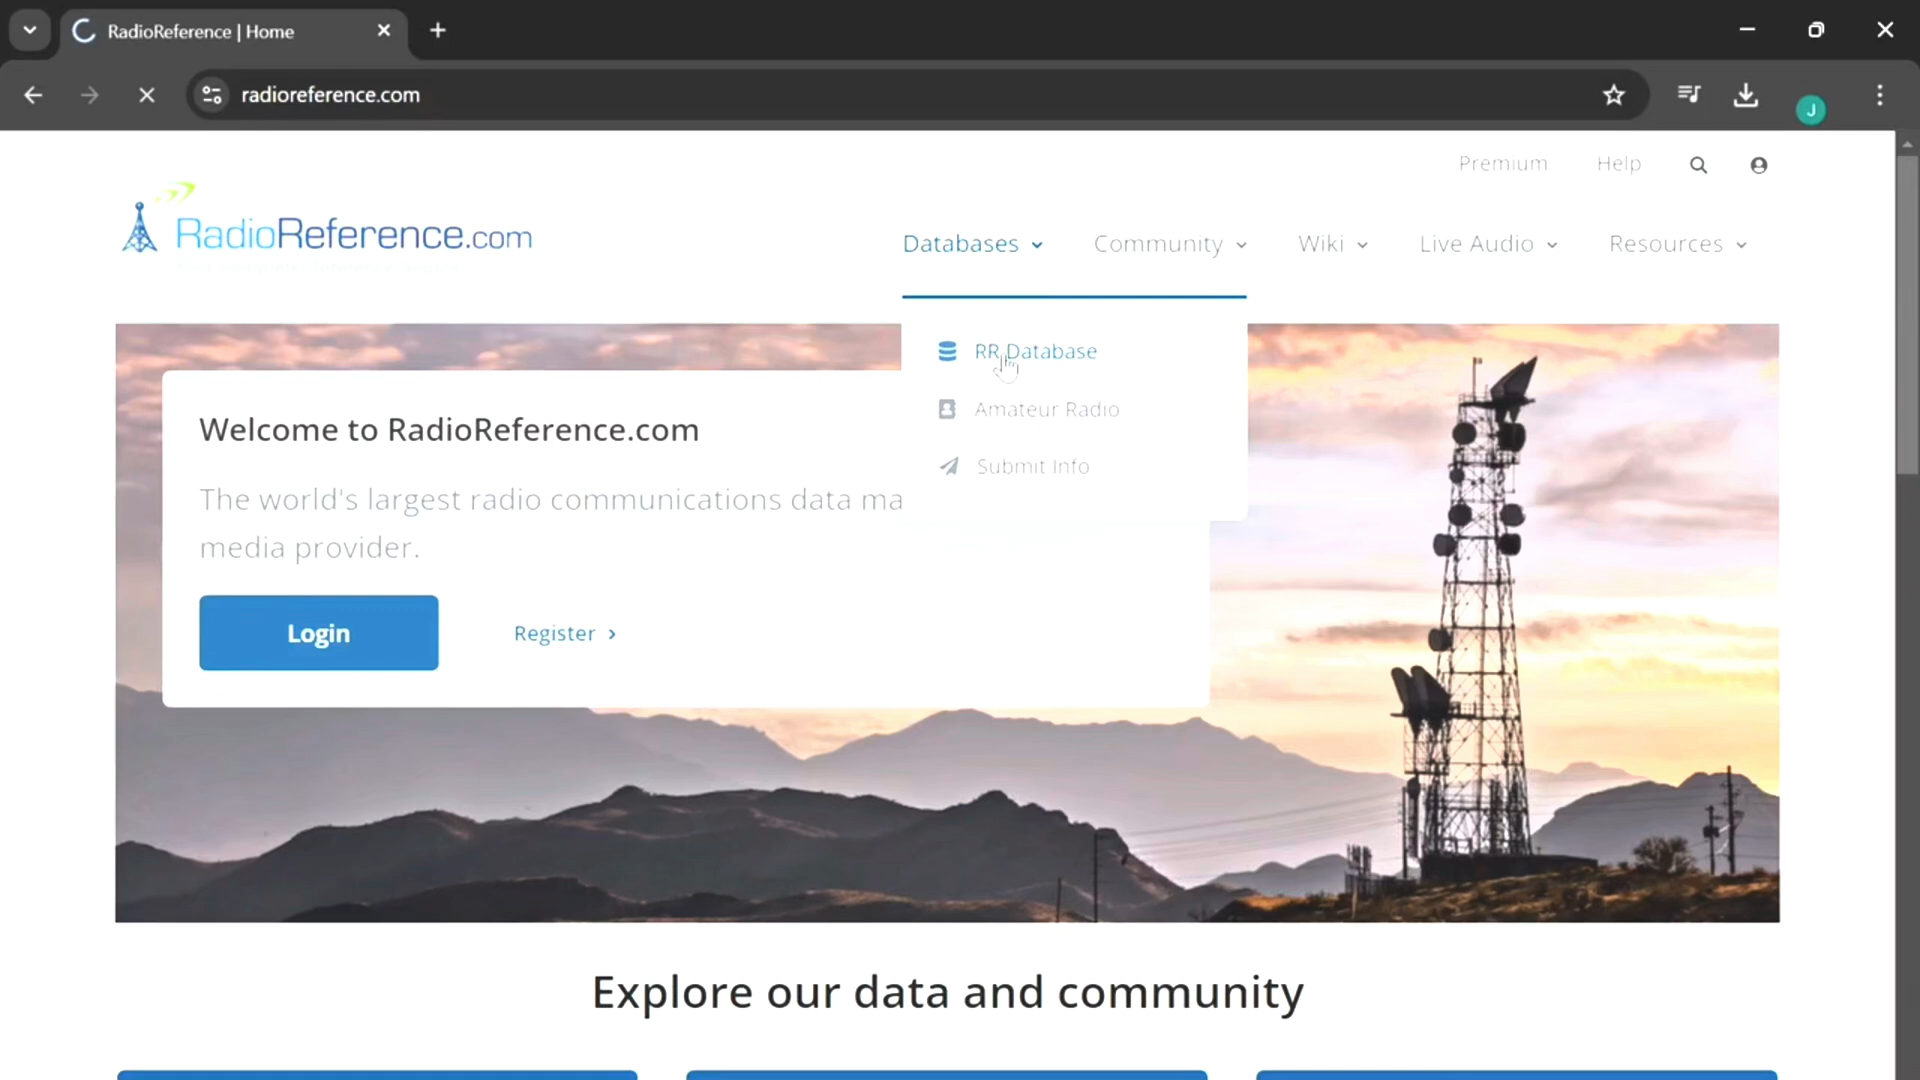 RadioReference | Home
radioreference.com
J
Premium Help
RadioReference.com
Databases Community Wiki Live Audio Resources
RR Database
Amateur Radio
Submit Info
Welcome to RadioReference.com
The world's largest radio communications data ma
media provider.
Login
Register
Explore our data and community